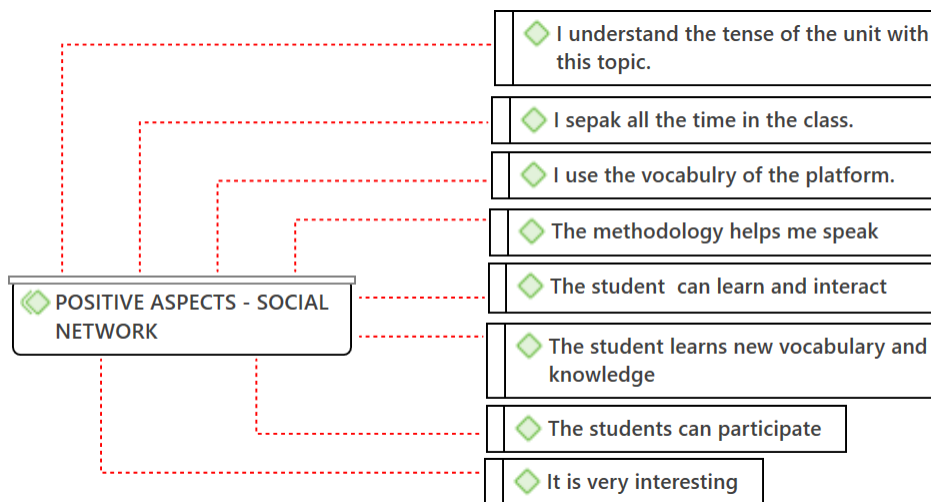 I understand the tense of the unit with
this topic.
I sepak all the time in the class.
I use the vocabulry of the platform.
The methodology helps me speak
The student can learn and interact
POSITIVE ASPECTS - SOCIAL
NETWORK
The student learns new vocabulary and
knowledge
The students can participate
It is very interesting